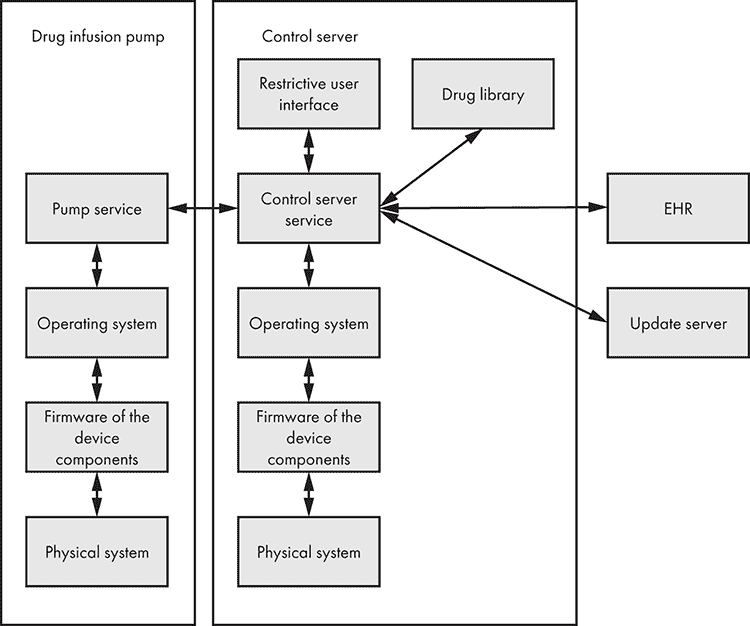 Drug infusion pump
Control server
Restrictive user
interface
Drug library
Pump service
Control server
service
EHR
Operating system
Operating system
Update server
Firmware of the
device
components
Firmware of the
device
components
Physical system
Physical system